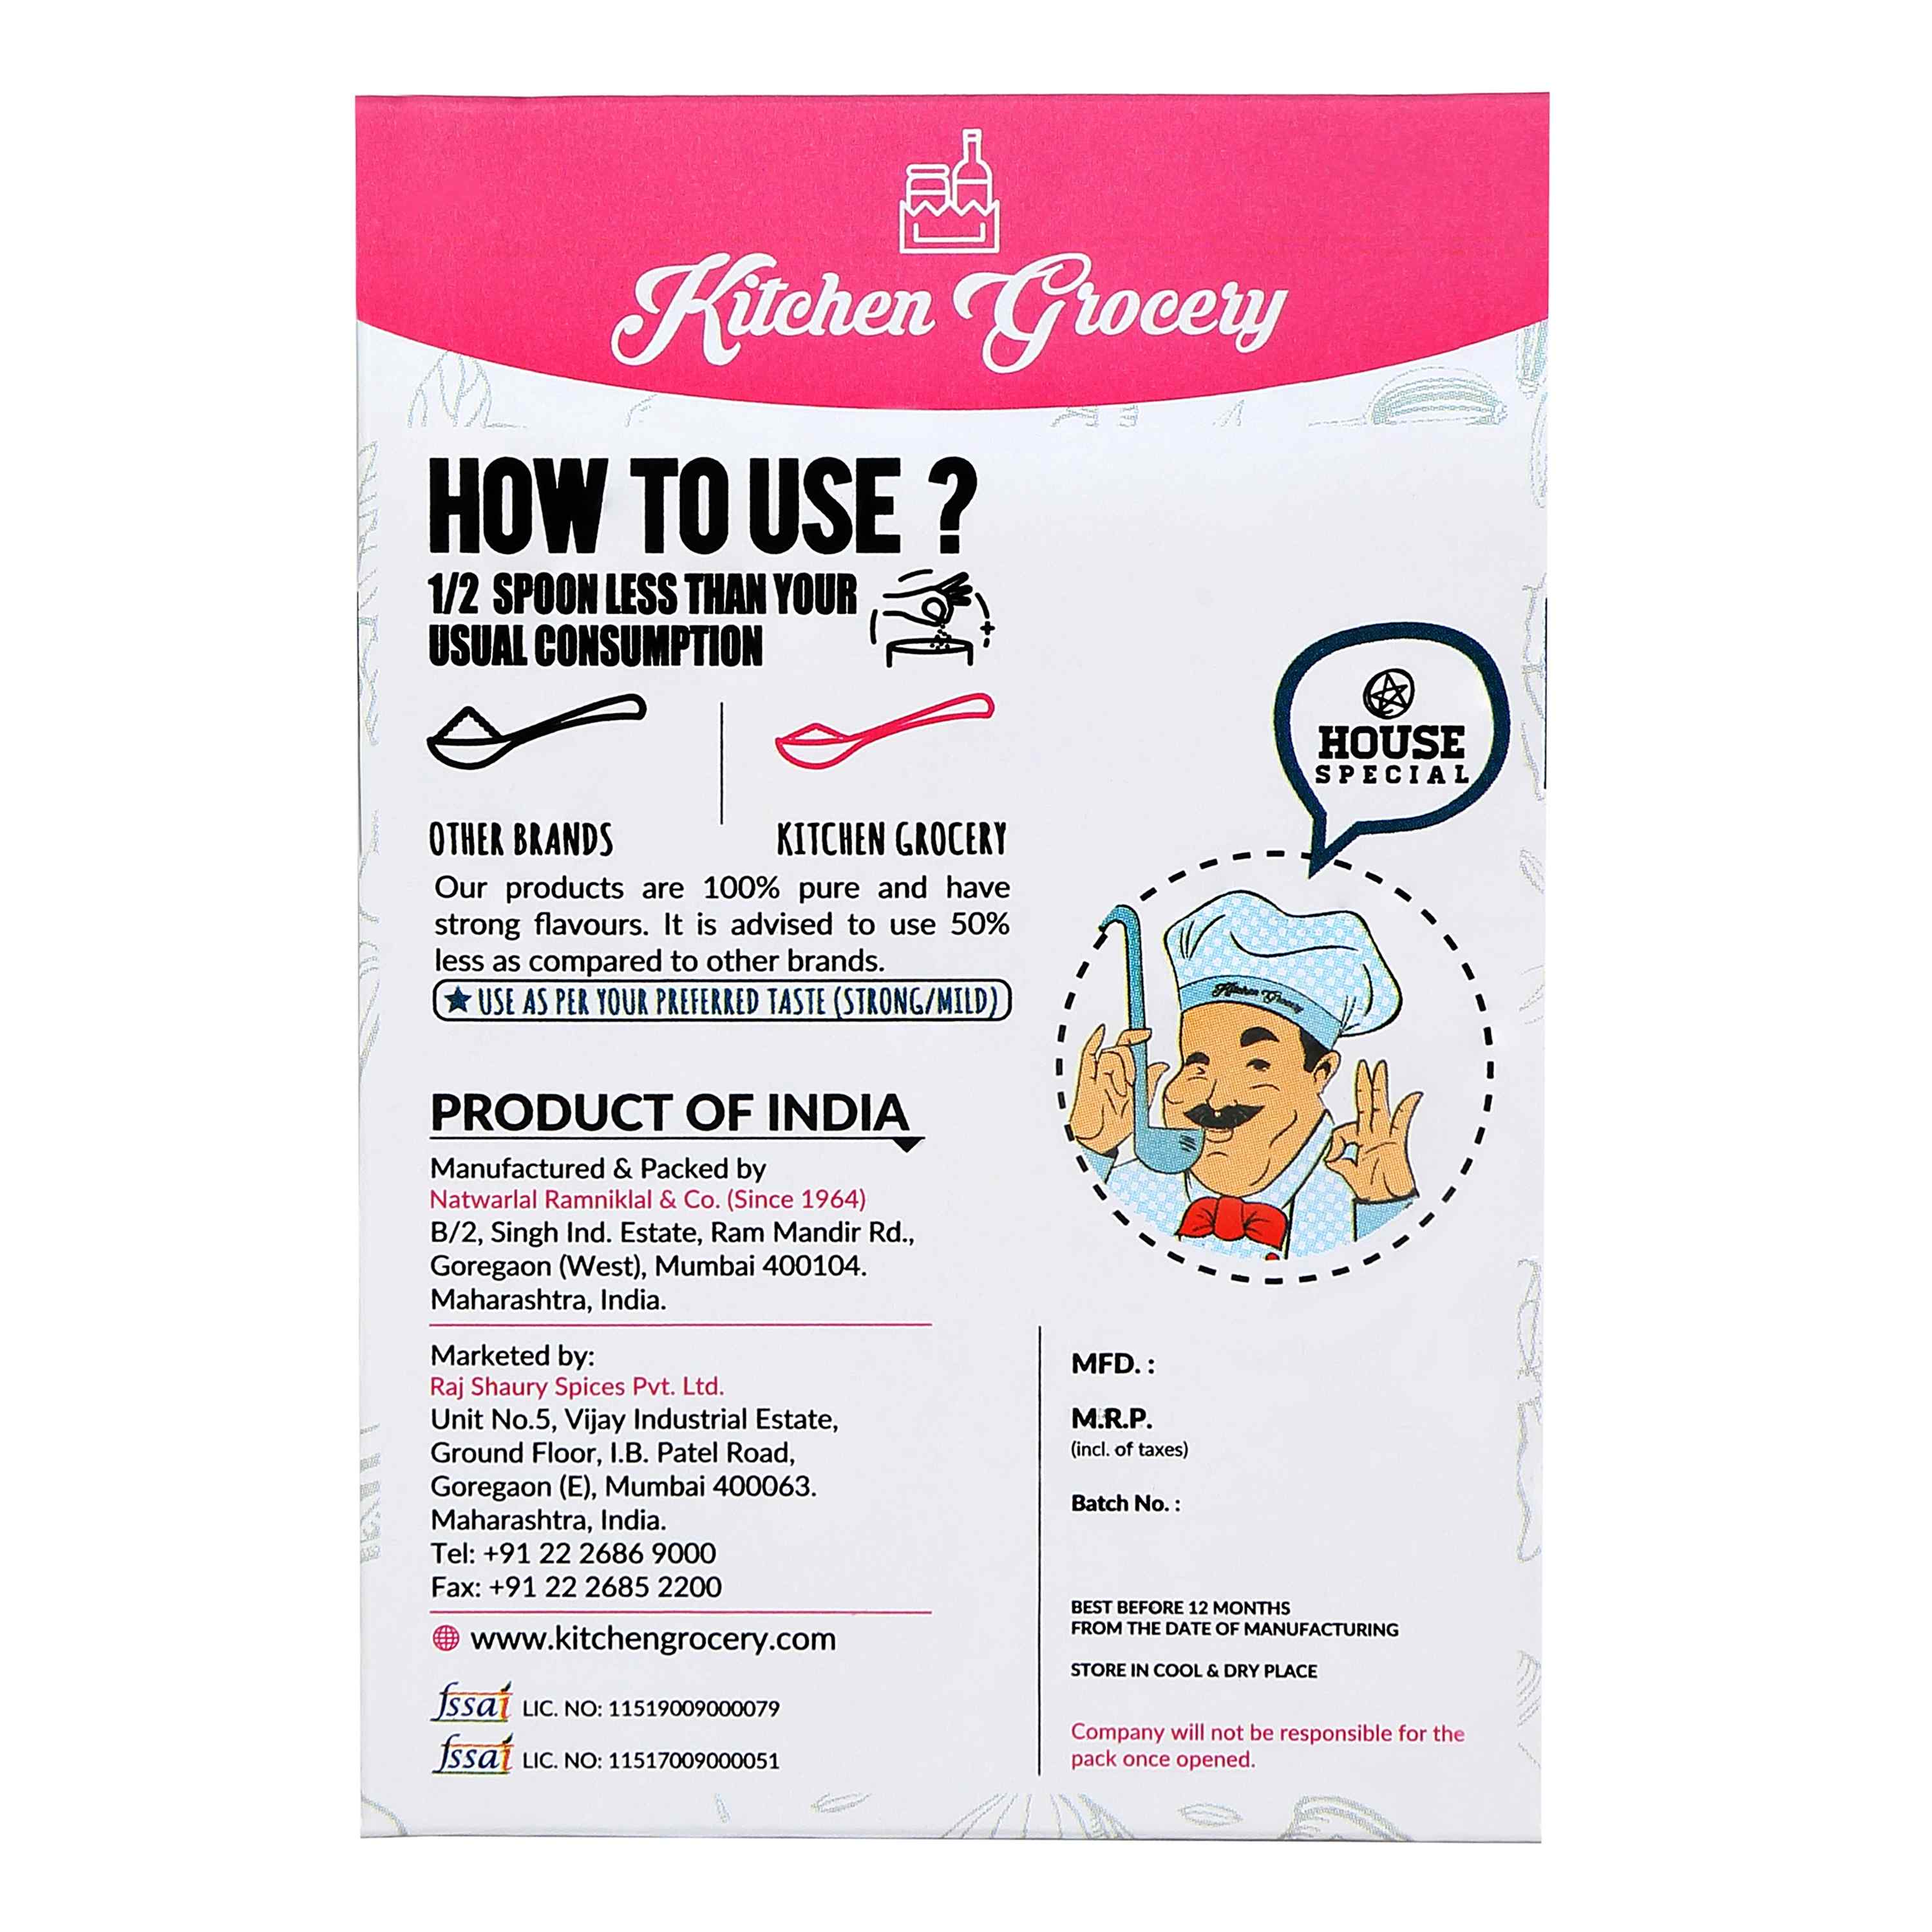 Kitchen Grocery
HOW TO USE ?
1/2 SPOON LESS THAN YOUR
USUAL CONSUMPTION
OTHER BRANDS
KITCHEN GROCERY
Our products are 100% pure and have
strong flavours. It is advised to use 50%
less as compared to other brands.
USE AS PER YOUR PREFERRED TASTE (STRONG/MILD)
HOUSE
SPECIAL
Kitchen Grocery
PRODUCT OF INDIA
Manufactured & Packed by
Natwarlal Ramniklal & Co. (Since 1964)
B/2, Singh Ind. Estate, Ram Mandir Rd.,
Goregaon (West), Mumbai 400104.
Maharashtra, India.
Marketed by:
Raj Shaury Spices Pvt. Ltd.
Unit No.5, Vijay Industrial Estate,
Ground Floor, I.B. Patel Road,
Goregaon (E), Mumbai 400063.
Maharashtra, India.
Tel: +91 22 2686 9000
Fax: +91 22 2685 2200
www.kitchengrocery.com
fssai LIC. NO: 11519009000079
fssai LIC. NO: 11517009000051
MFD. :
M.R.P.
(incl. of taxes)
Batch No. :
BEST BEFORE 12 MONTHS
FROM THE DATE OF MANUFACTURING
STORE IN COOL & DRY PLACE
Company will not be responsible for the
pack once opened.